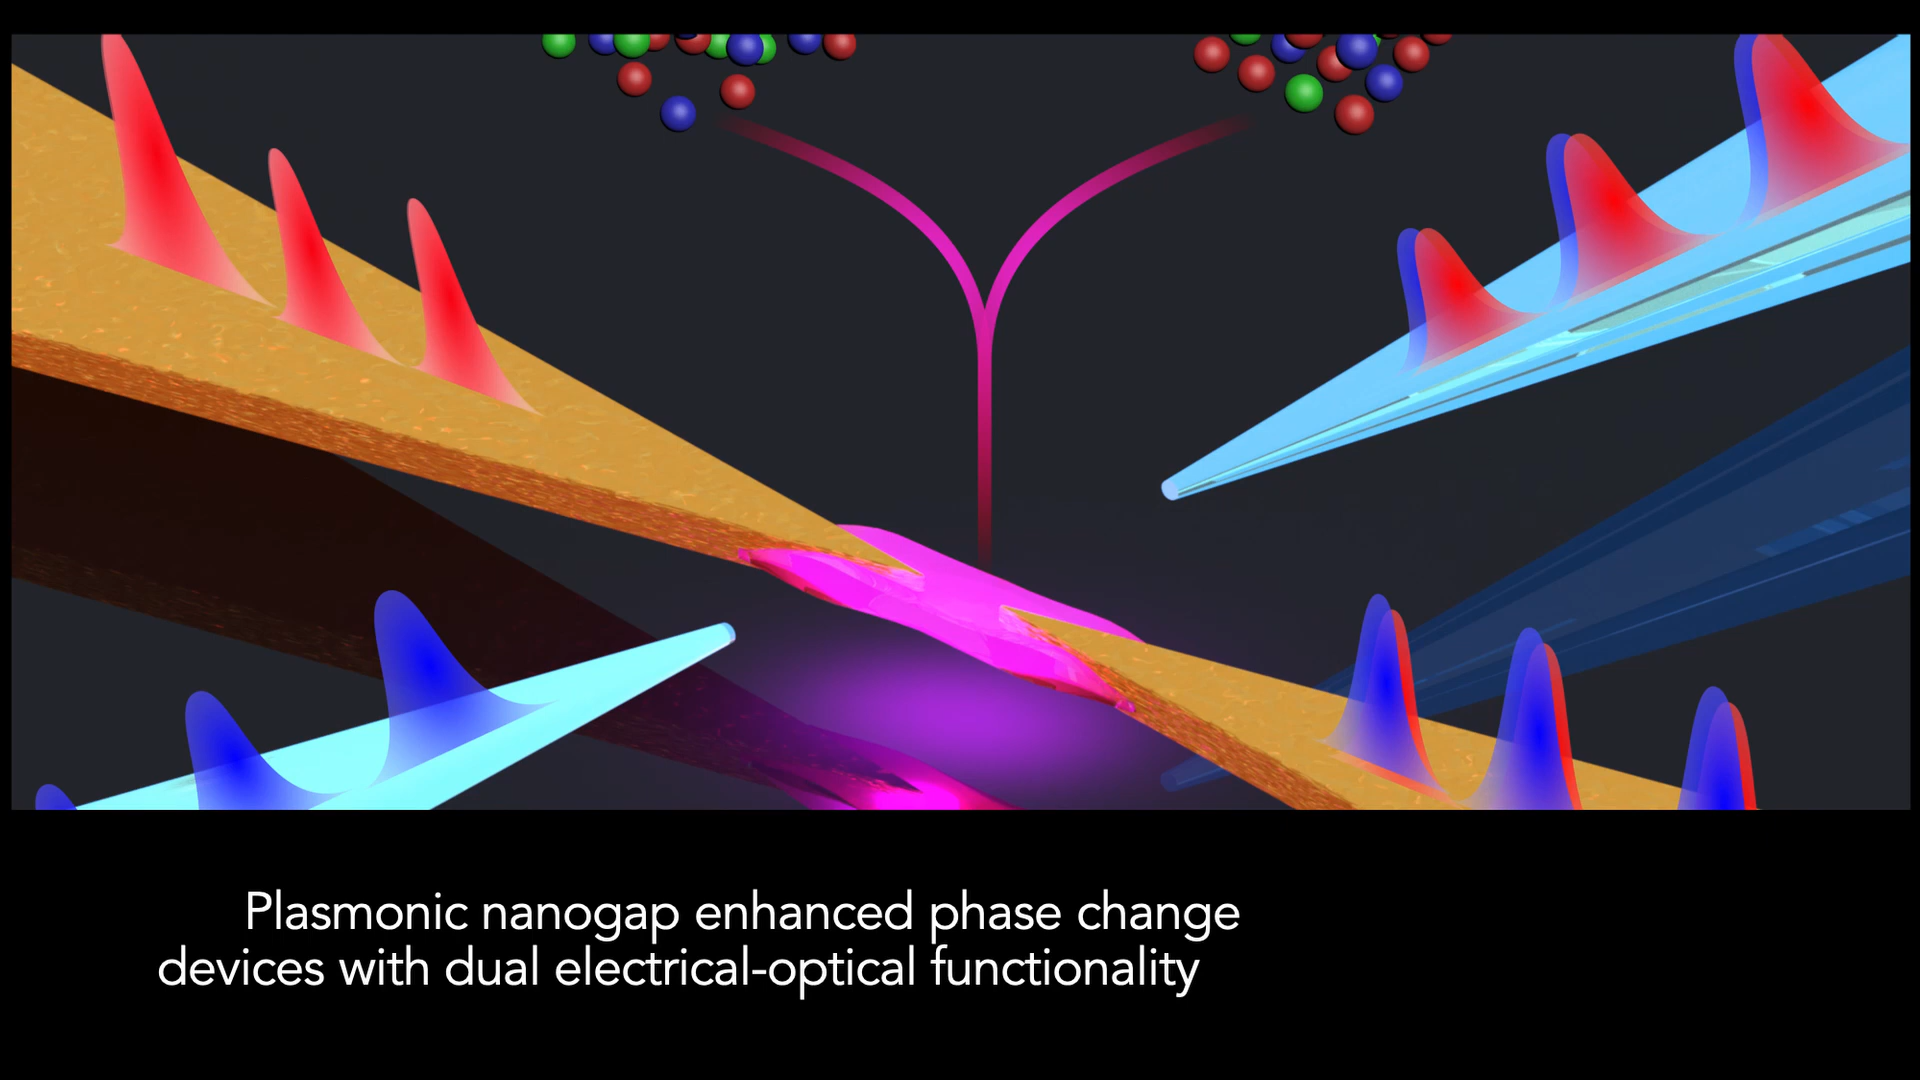 Plasmonic nanogap enhanced phase change
devices with dual electrical-optical functionality